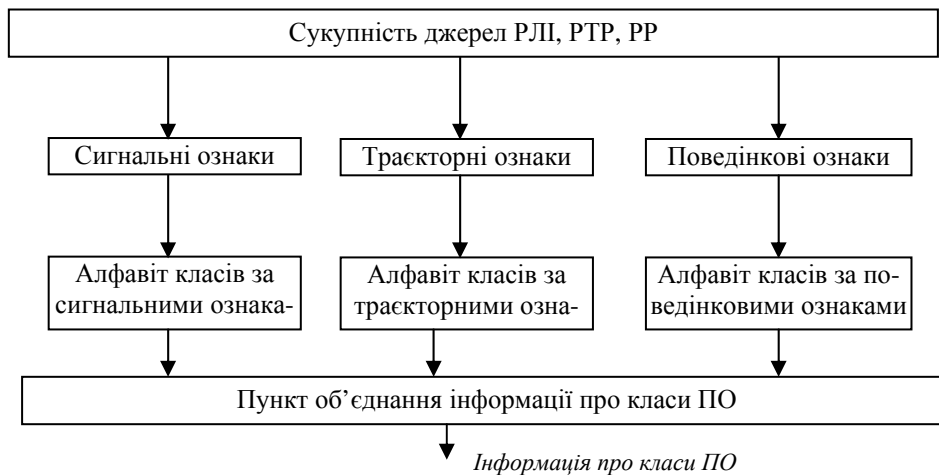 Сукупність джерел РЛІ, РТР, РР
Сигнальні ознаки
Траєкторні ознаки
Поведінкові ознаки
Алфавіт класів за
сигнальними ознака-
Алфавіт класів за
траєкторними озна-
Алфавіт класів за по-
ведінковими ознаками
Пункт об’єднання інформації про класи ПО
Інформація про класи ПО